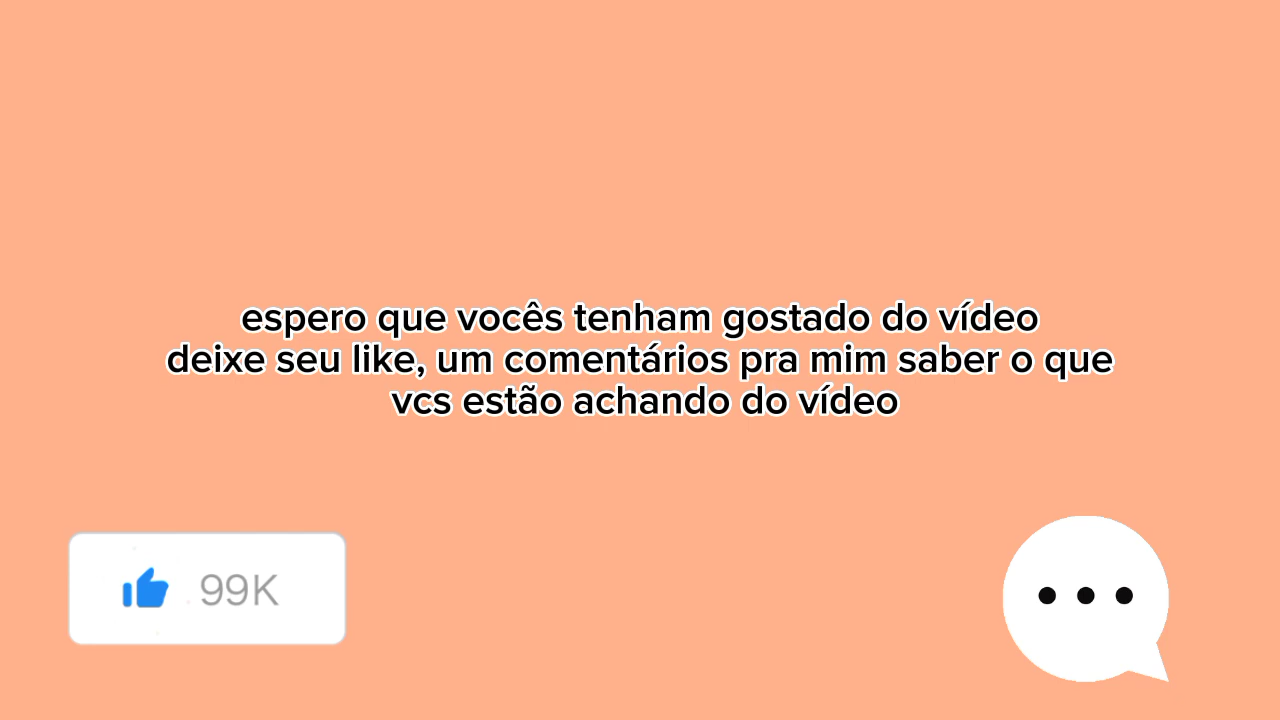 espero que vocês tenham gostado do vídeo
deixe seu like, um comentários pra mim saber o que
vcs estão achando do vídeo
99K